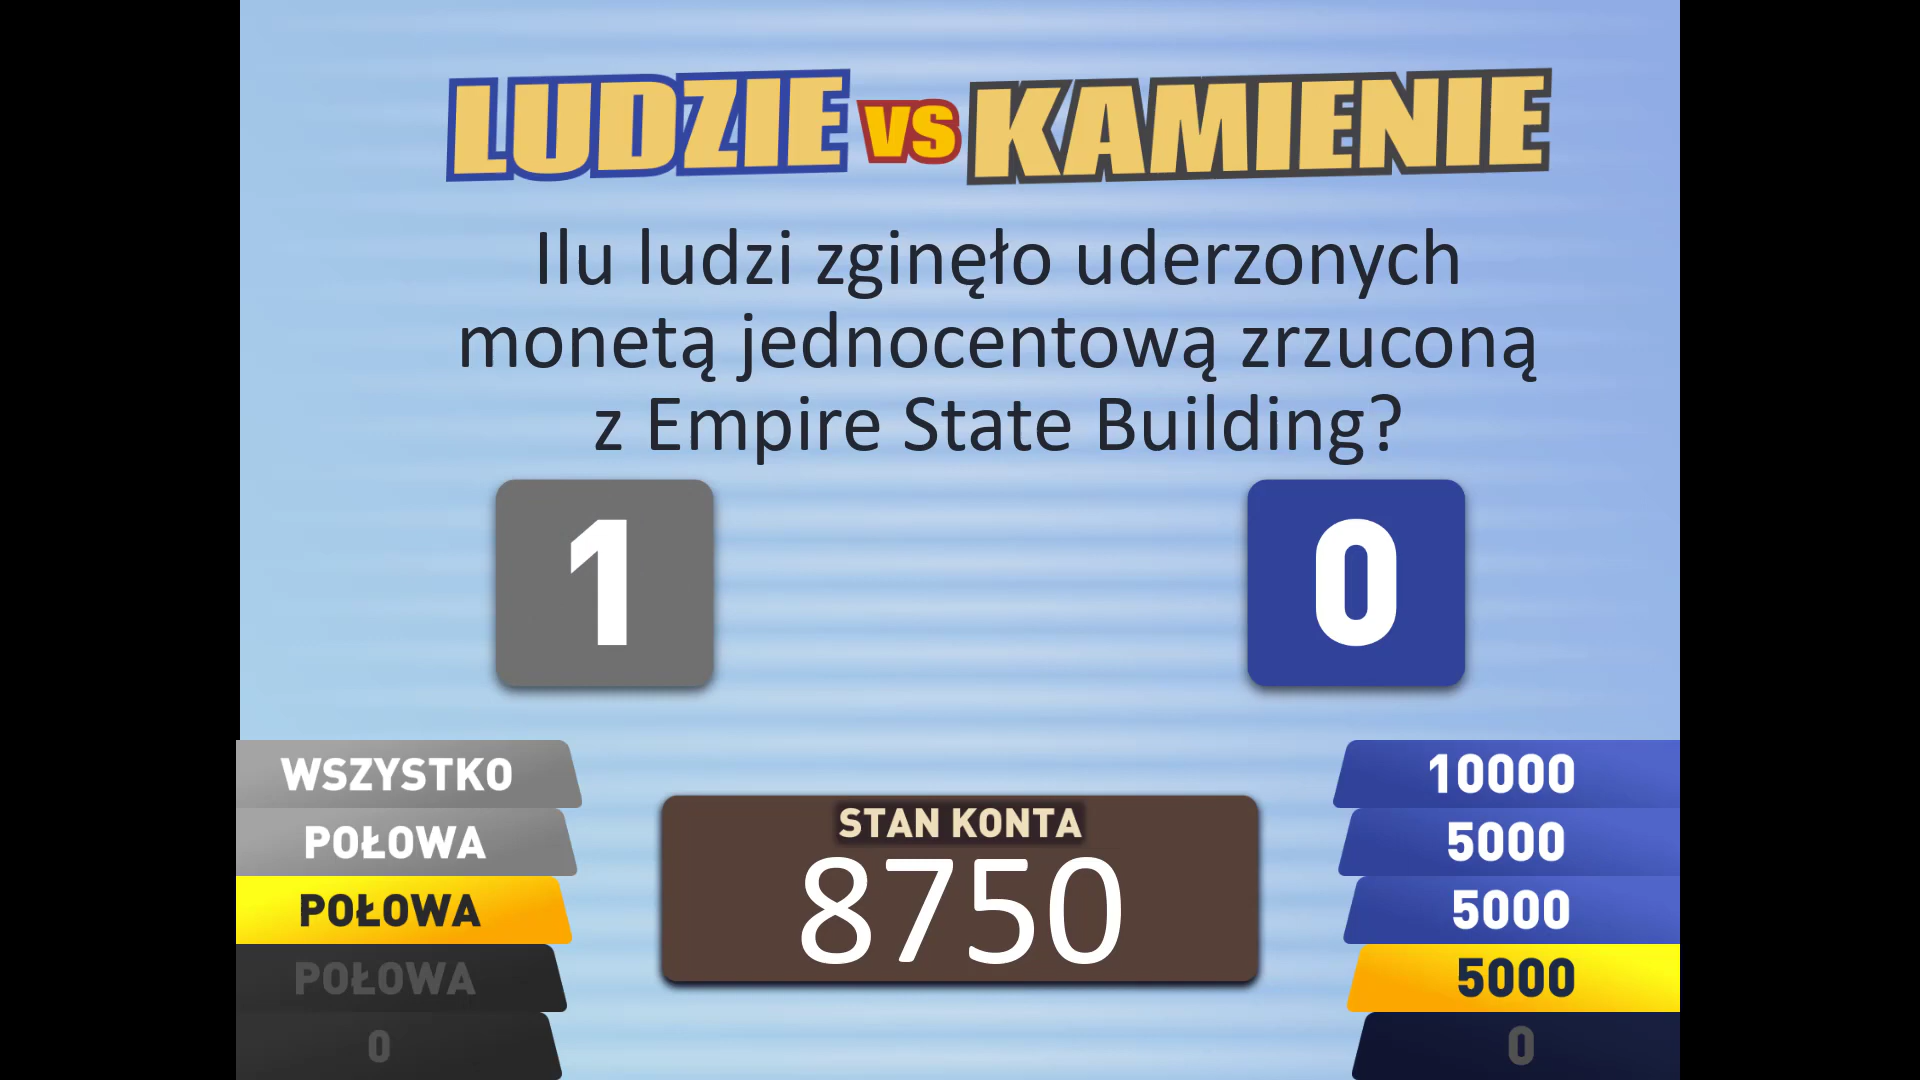 LUDZIE VS KAMIENIE
Ilu ludzi zginęło uderzonych
monetą jednocentową zrzuconą
z Empire State Building?
1
0
WSZYSTKO
POŁOWA
POŁOWA
POŁOWA
0
STAN KONTA
8750
10000
5000
5000
5000
0